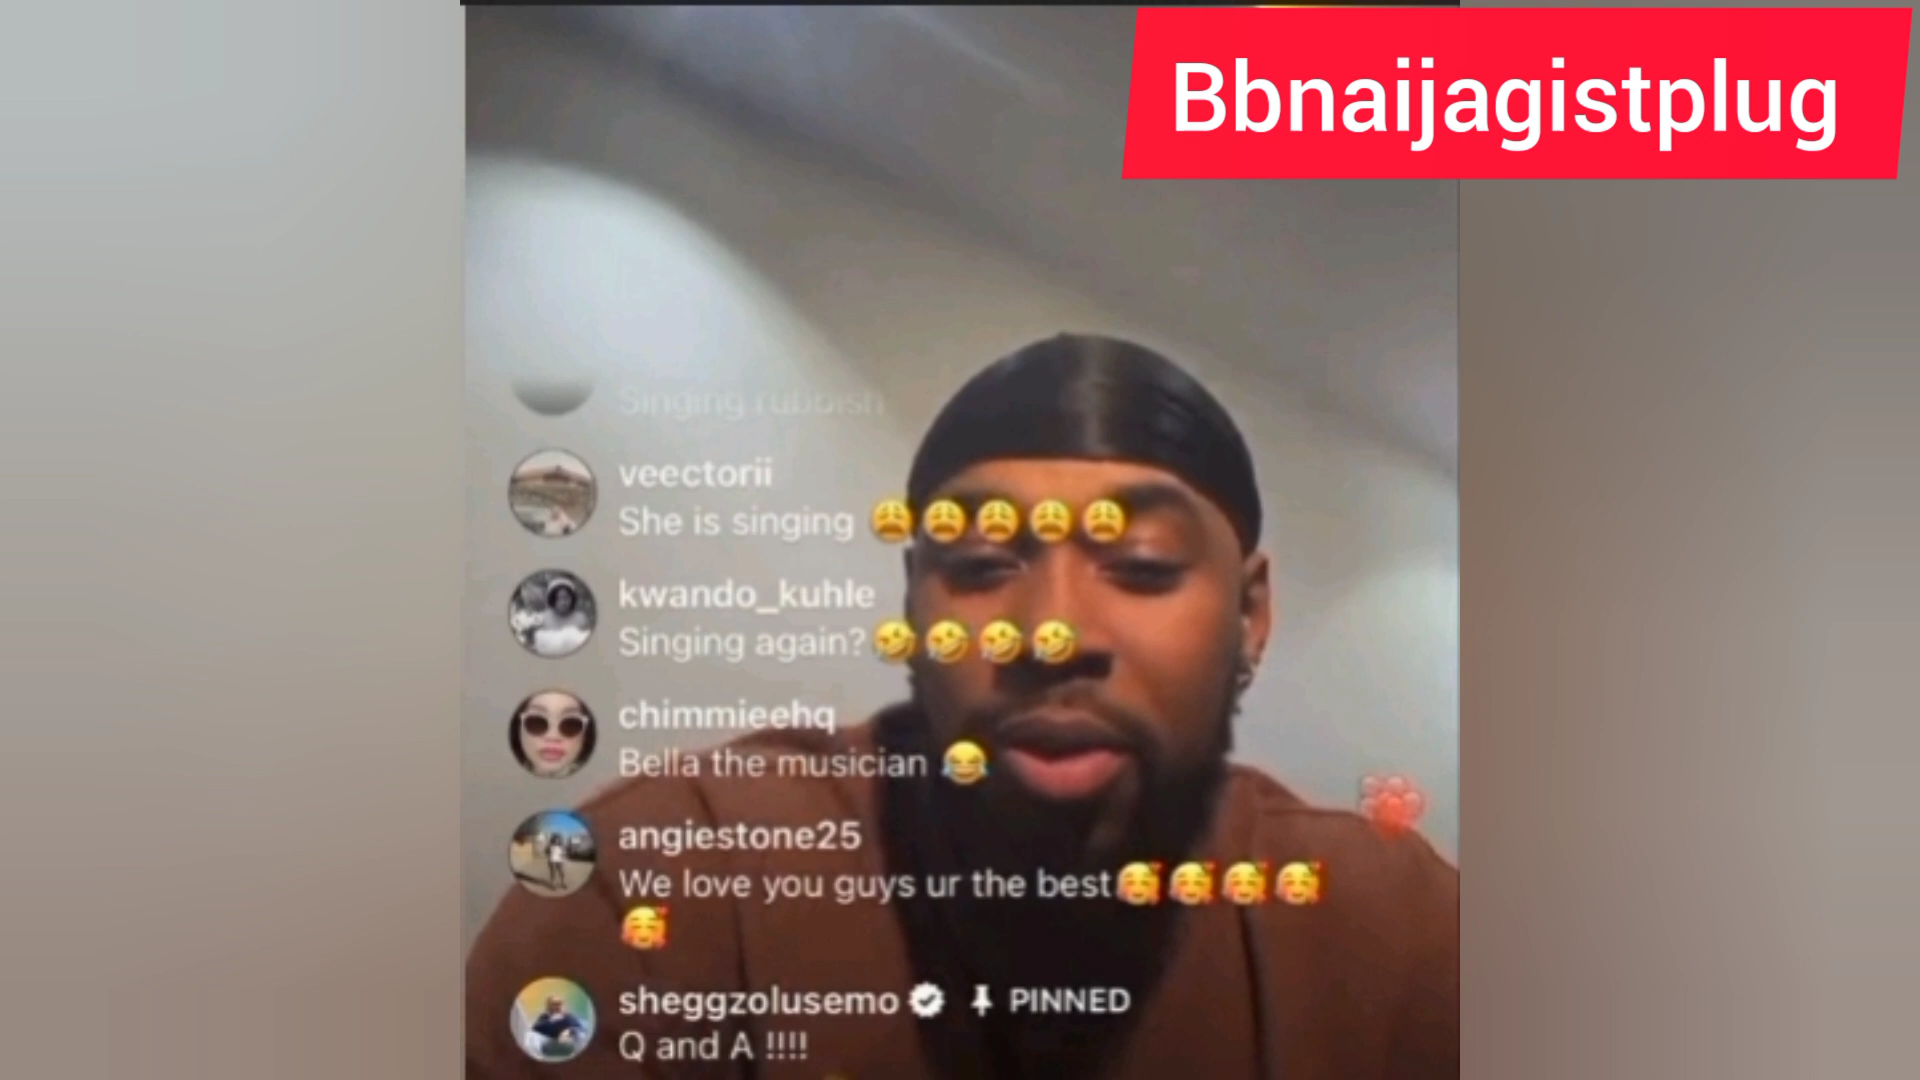 Bbnaijagistplug
Singing rubbish
veectorii
She is singing 😩😩😩😩😩
kwando_kuhle
Singing again?🤣🤣🤣🤣
chimmieehq
Bella the musician 😂
angiestone25
We love you guys ur the best🥰🥰🥰🥰
🥰
sheggzolusemo PINNED
Q and A !!!!